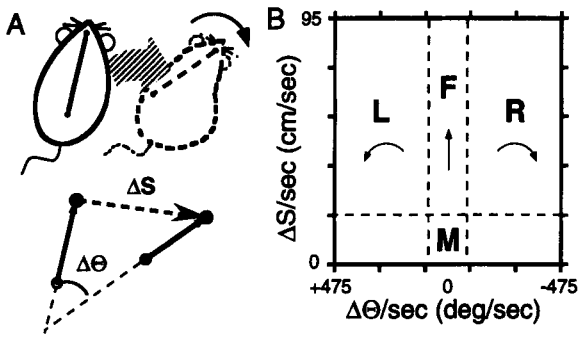 A
ΔS
ΔΘ
B
95
L
F
R
M
0
+475
0
-475
ΔS/sec (cm/sec)
ΔΘ/sec (deg/sec)